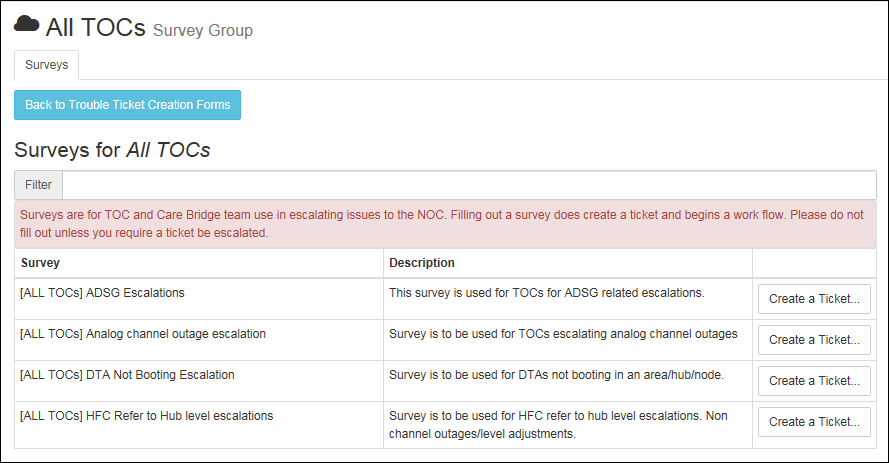 All TOCs Survey Group
Surveys
Back to Trouble Ticket Creation Forms
Surveys for All TOCs
Filter
Surveys are for TOC and Care Bridge team use in escalating issues to the NOC. Filling out a survey does create a ticket and begins a work flow. Please do not
fill out unless you require a ticket be escalated.
Survey Description
[ALL TOCs] ADSG Escalations This survey is used for TOCs for ADSG related escalations. Create a Ticket...
[ALL TOCs] Analog channel outage escalation Survey is to be used for TOCs escalating analog channel outages Create a Ticket...
[ALL TOCs] DTA Not Booting Escalation Survey is to be used for DTAs not booting in an area/hub/node. Create a Ticket...
[ALL TOCs] HFC Refer to Hub level escalations Survey is to be used for HFC refer to hub level escalations. Non Create a Ticket...
channel outages/level adjustments.